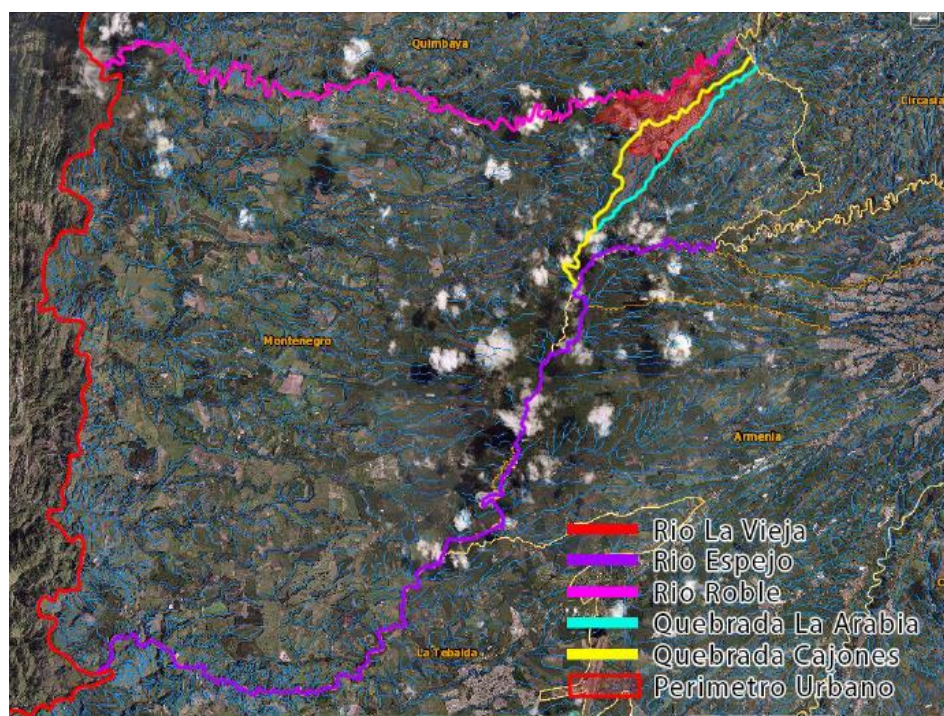 Quimbaya
Circasia
Montenegro
Armenia
Rio La Vieja
Rio Espejo
Rio Roble
Quebrada La Arabia
La Tebaida
Quebrada Cajones
Perimetro Urbano